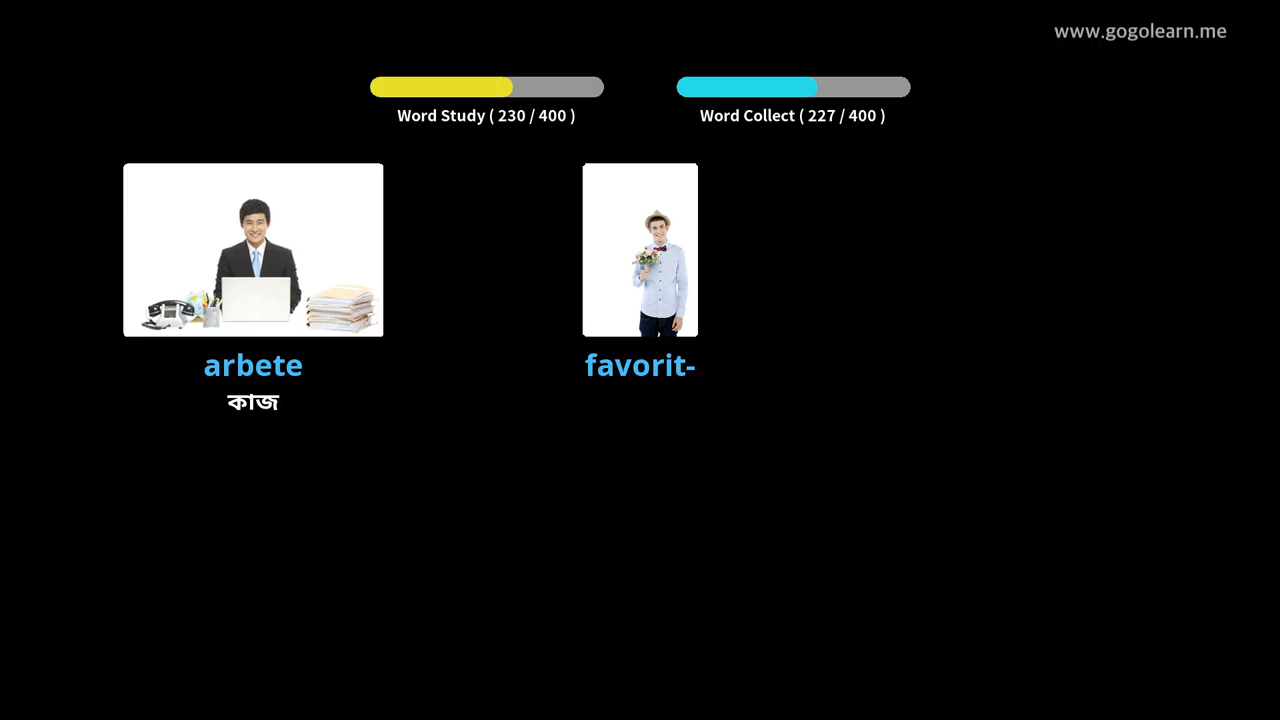 www.gogolearn.me
Word Study ( 230 / 400 )
Word Collect ( 227 / 400 )
arbete
favorit-
কাজ